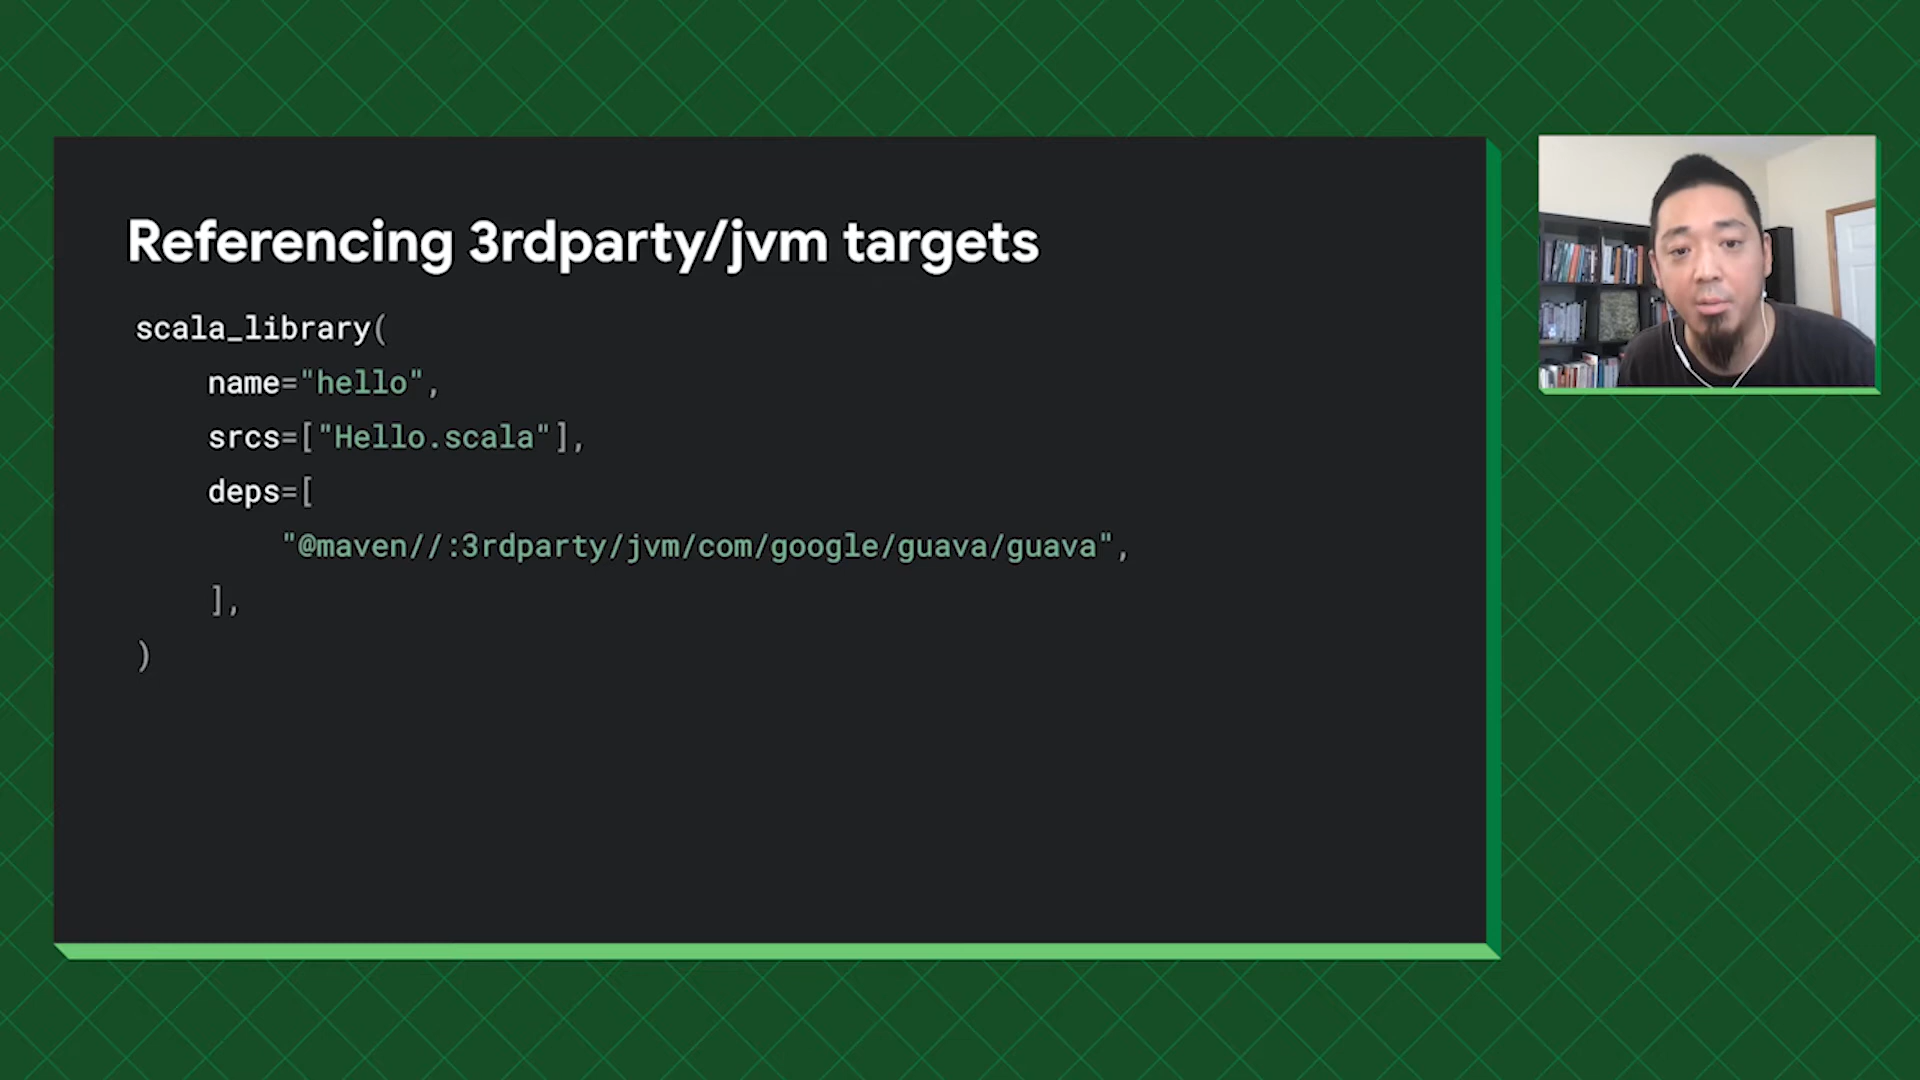 Referencing 3rdparty/jvm targets
scala_library(
    name="hello",
    srcs=["Hello.scala"],
    deps=[
        "@maven//:3rdparty/jvm/com/google/guava/guava",
    ],
)